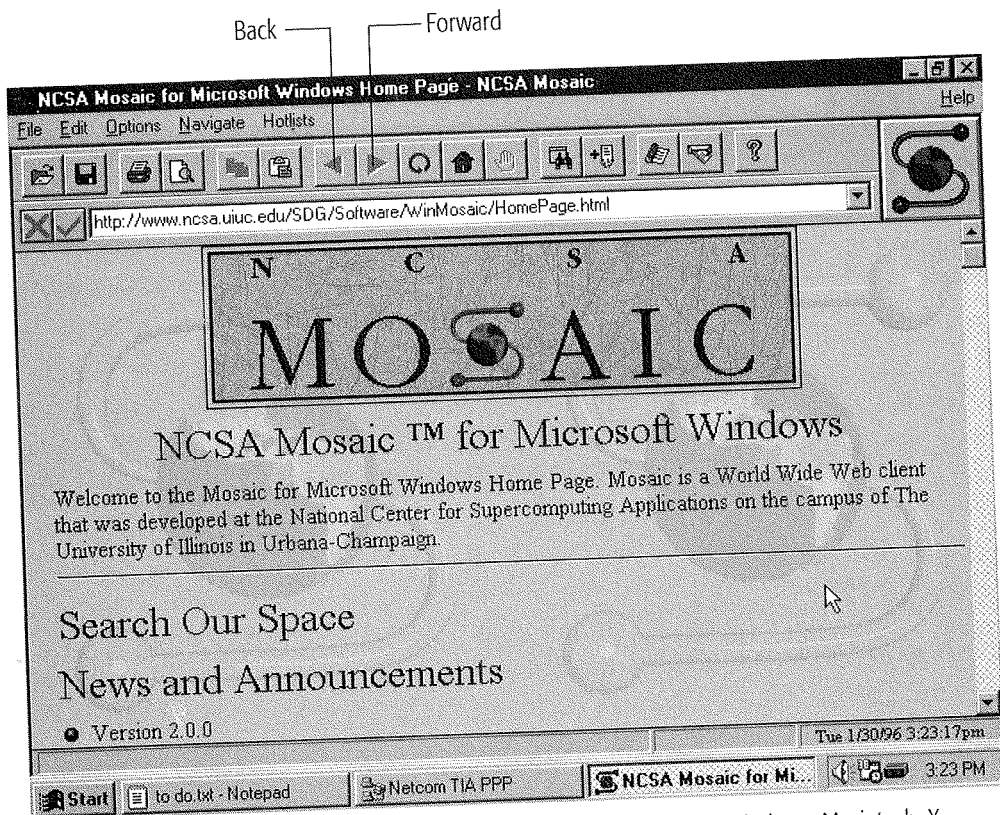 Back
Forward
NCSA Mosaic for Microsoft Windows Home Page - NCSA Mosaic
File Edit Options Navigate Hotlists Help
http://www.ncsa.uiuc.edu/SDG/Software/WinMosaic/HomePage.html
N C S A
MOSAIC
NCSA Mosaic ™ for Microsoft Windows
Welcome to the Mosaic for Microsoft Windows Home Page. Mosaic is a World Wide Web client
that was developed at the National Center for Supercomputing Applications on the campus of The
University of Illinois in Urbana-Champaign.
Search Our Space
News and Announcements
Version 2.0.0
Tue 1/30/96 3:23:17pm
Start to do.txt - Notepad Netcom TIA PPP NCSA Mosaic for Mi... 3:23 PM